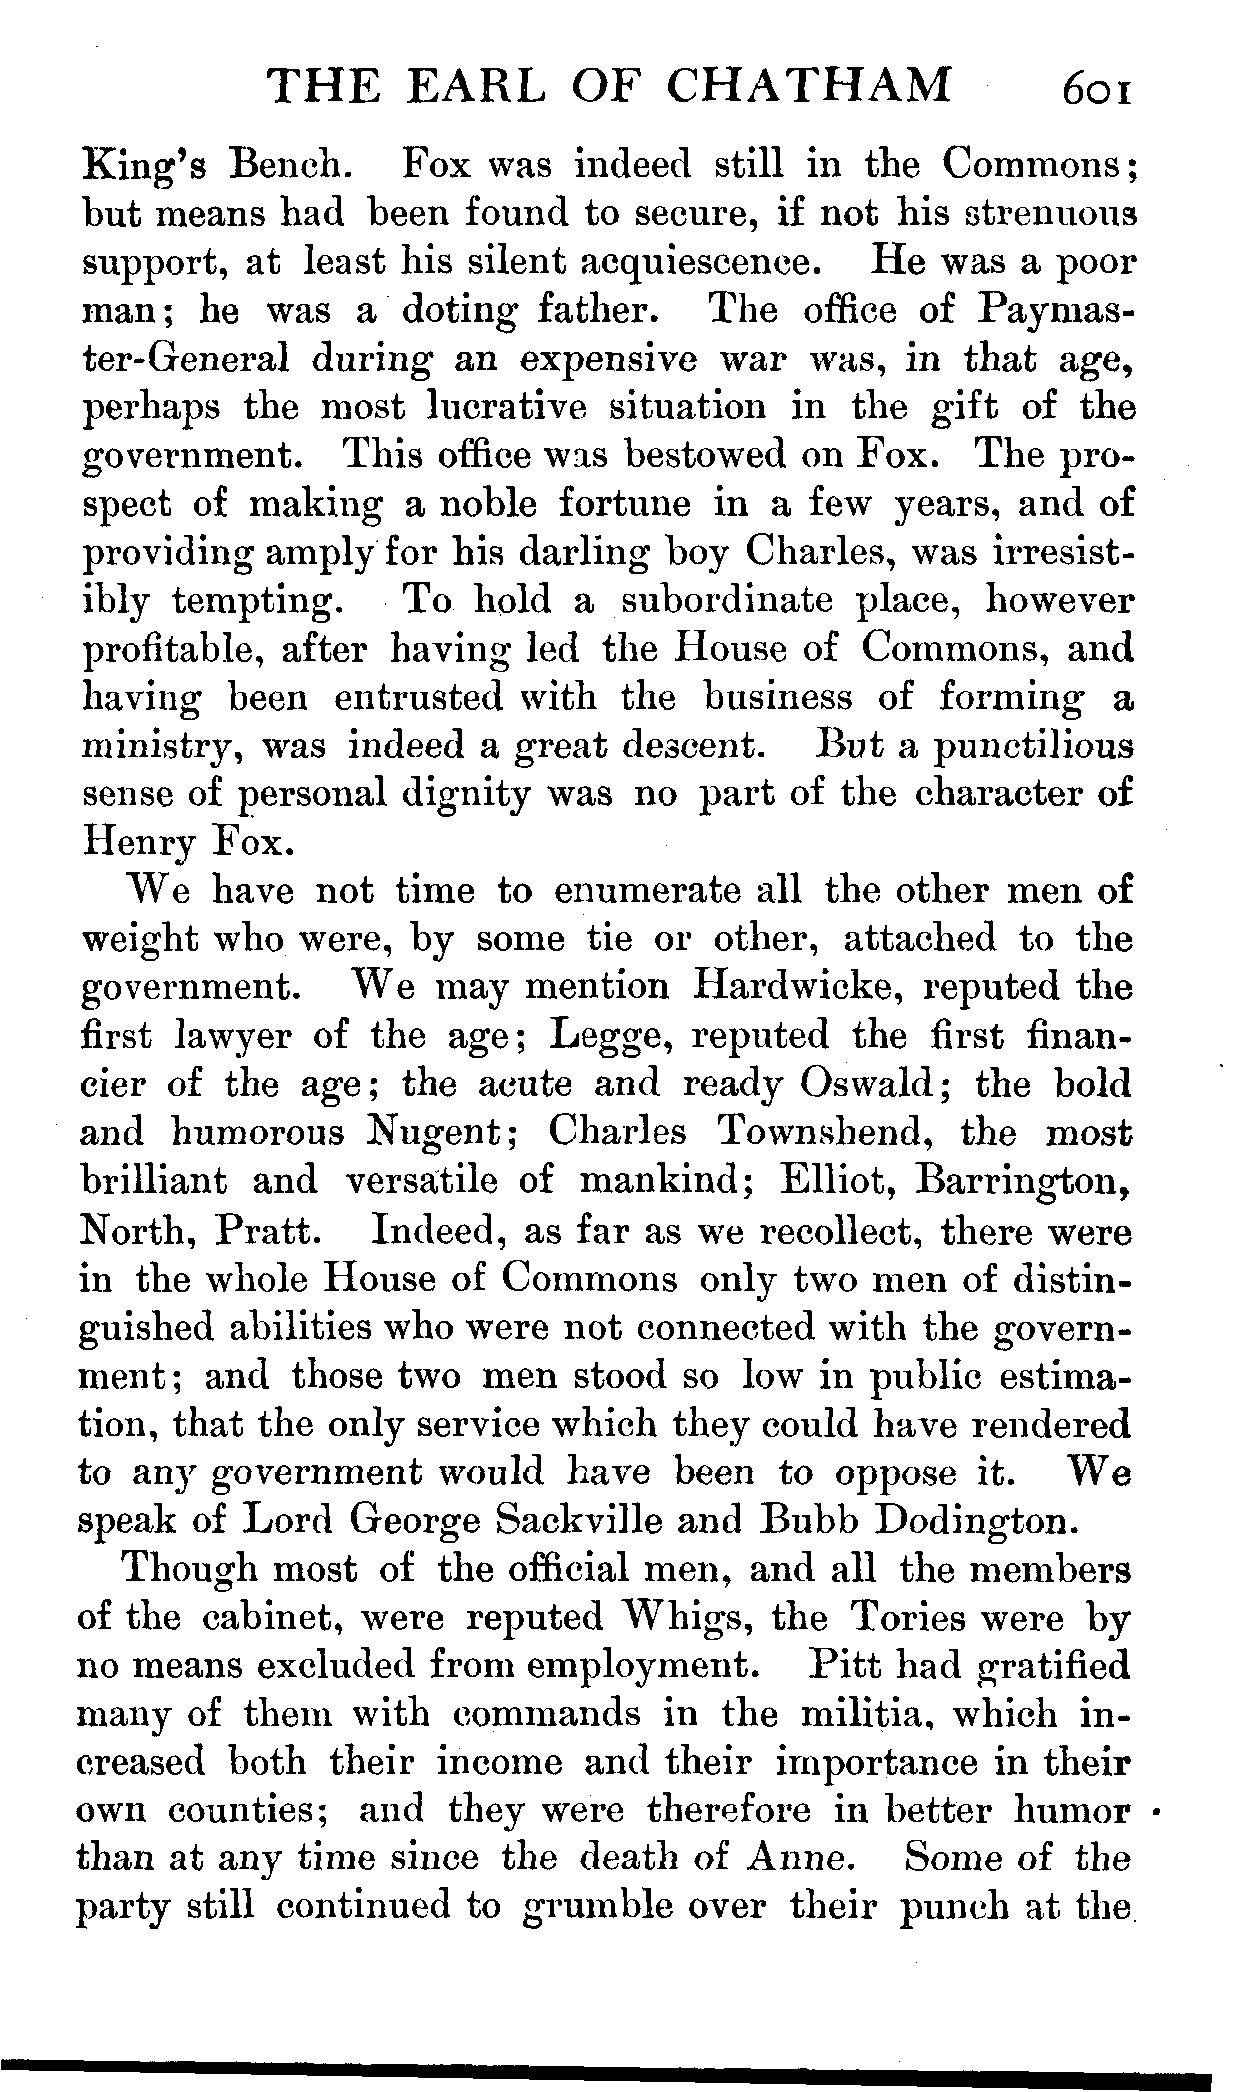 THE EARL OF CHATHAM 601
King's Bench. Fox was indeed still in the Commons;
but means had been found to secure, if not his strenuous
support, at least his silent acquiescence. He was a poor
man; he was a doting father. The office of Paymas-
ter-General during an expensive war was, in that age,
perhaps the most lucrative situation in the gift of the
government. This office was bestowed on Fox. The pro-
spect of making a noble fortune in a few years, and of
providing amply for his darling boy Charles, was irresist-
ibly tempting. To hold a subordinate place, however
profitable, after having led the House of Commons, and
having been entrusted with the business of forming a
ministry, was indeed a great descent. But a punctilious
sense of personal dignity was no part of the character of
Henry Fox.
We have not time to enumerate all the other men of
weight who were, by some tie or other, attached to the
government. We may mention Hardwicke, reputed the
first lawyer of the age; Legge, reputed the first finan-
cier of the age; the acute and ready Oswald; the bold
and humorous Nugent; Charles Townshend, the most
brilliant and versatile of mankind; Elliot, Barrington,
North, Pratt. Indeed, as far as we recollect, there were
in the whole House of Commons only two men of distin-
guished abilities who were not connected with the govern-
ment; and those two men stood so low in public estima-
tion, that the only service which they could have rendered
to any government would have been to oppose it. We
speak of Lord George Sackville and Bubb Dodington.
Though most of the official men, and all the members
of the cabinet, were reputed Whigs, the Tories were by
no means excluded from employment. Pitt had gratified
many of them with commands in the militia, which in-
creased both their income and their importance in their
own counties; and they were therefore in better humor
than at any time since the death of Anne. Some of the
party still continued to grumble over their punch at the